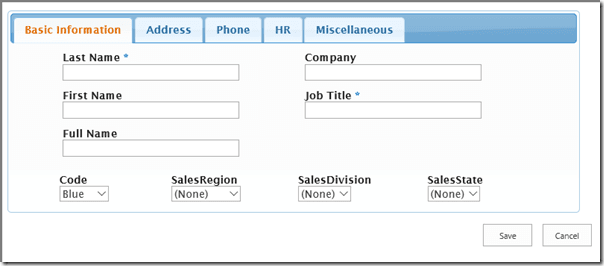 Basic Information Address Phone HR Miscellaneous
Last Name * Company
First Name Job Title *
Full Name
Code SalesRegion SalesDivision SalesState
Blue (None) (None) (None)
Save Cancel